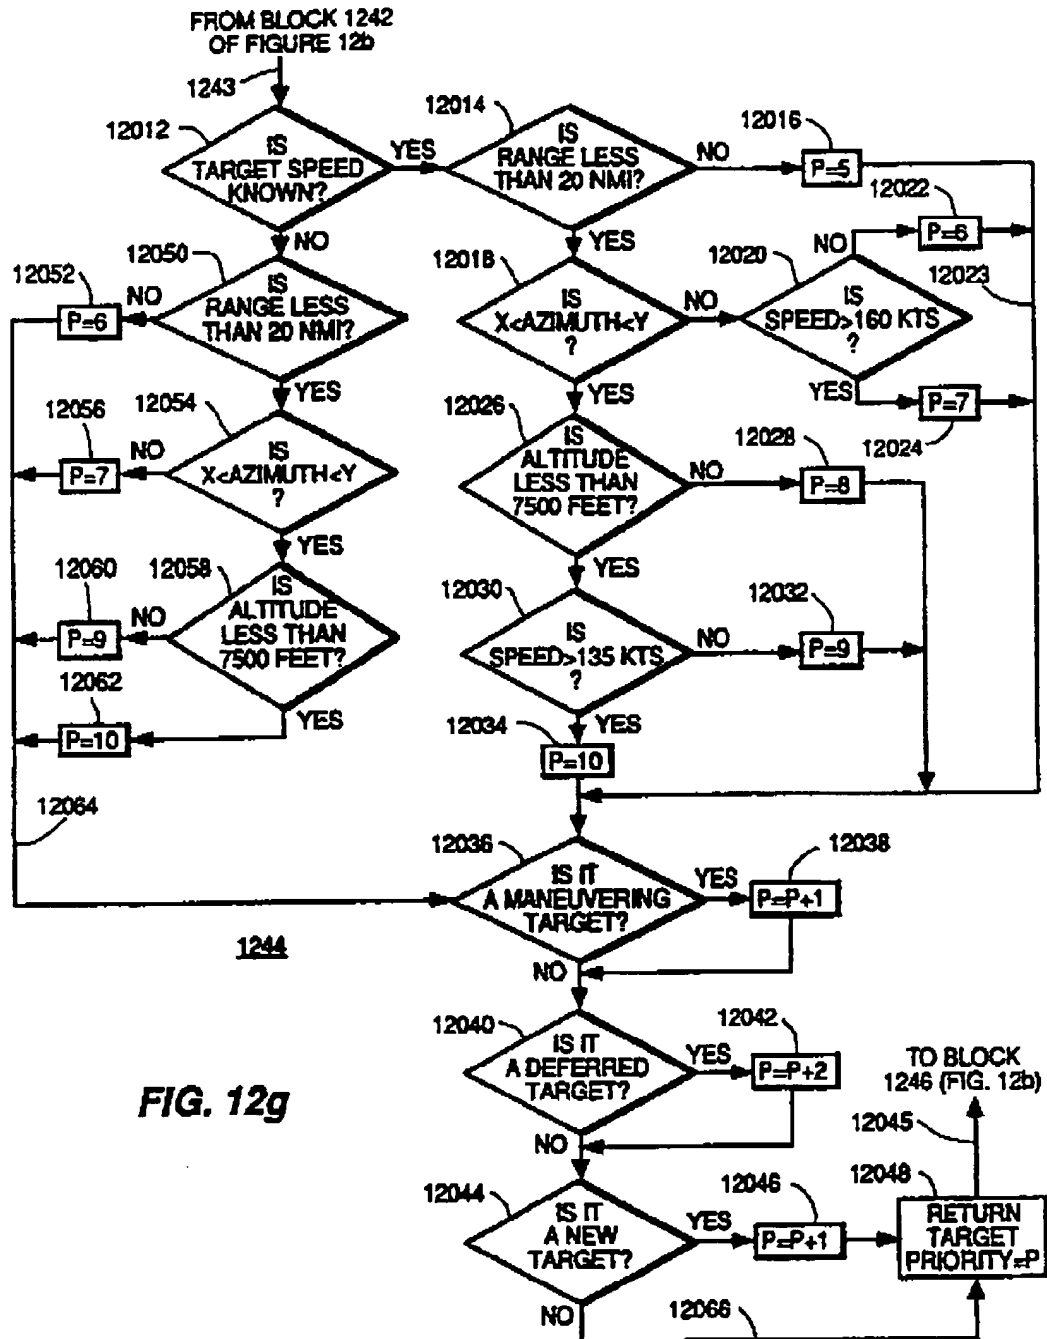 FROM BLOCK 1242
OF FIGURE 12b
1243
12012
IS
TARGET SPEED
KNOWN?
YES
NO
12014
IS
RANGE LESS
THAN 20 NMI?
NO
YES
12016
P=5
12022
P=6
12023
12050
IS
RANGE LESS
THAN 20 NMI?
NO
YES
12052
P=6
12018
IS
X<AZIMUTH<Y
?
NO
YES
12020
IS
SPEED>160 KTS
?
NO
YES
P=7
12024
12054
IS
X<AZIMUTH<Y
?
NO
YES
12056
P=7
12026
IS
ALTITUDE
LESS THAN
7500 FEET?
NO
YES
12028
P=8
12058
IS
ALTITUDE
LESS THAN
7500 FEET?
NO
YES
12060
P=9
12062
P=10
12064
12030
IS
SPEED>135 KTS
?
NO
YES
12032
P=9
12034
P=10
12036
IS IT
A MANEUVERING
TARGET?
YES
NO
12038
P=P+1
1244
12040
IS IT
A DEFERRED
TARGET?
YES
NO
12042
P=P+2
FIG. 12g
TO BLOCK
1246 (FIG. 12b)
12045
12044
IS IT
A NEW
TARGET?
YES
NO
12046
P=P+1
12048
RETURN
TARGET
PRIORITY=P
12066